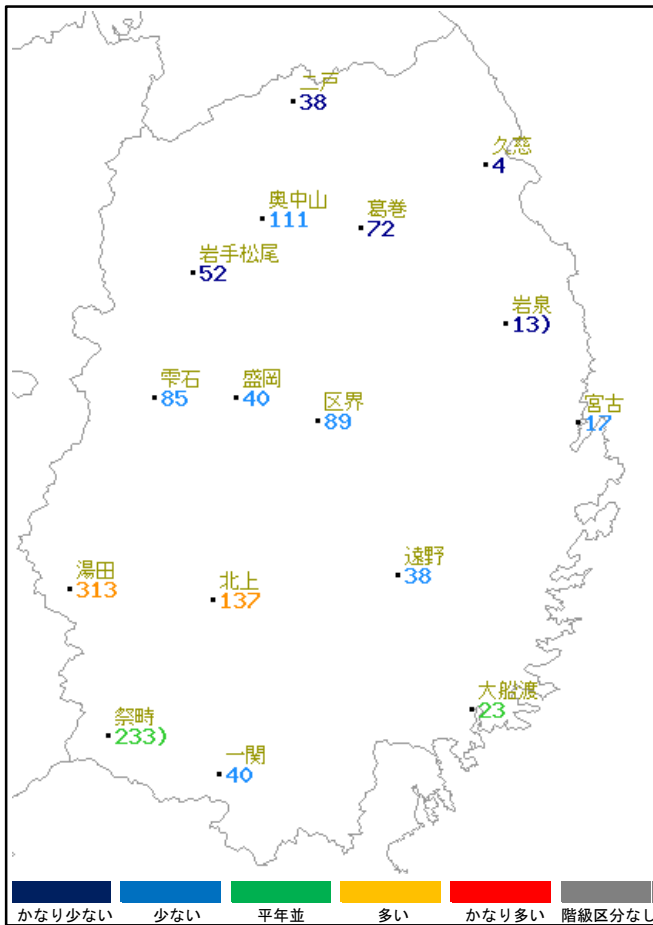 二戸
38
久慈
4
奥中山
111
葛巻
72
岩手松尾
52
岩泉
13)
雫石
85
盛岡
40
区界
89
宮古
17
湯田
313
北上
137
遠野
38
大船渡
23
祭畤
233)
一関
40
かなり少ない 少ない 平年並 多い かなり多い 階級区分なし